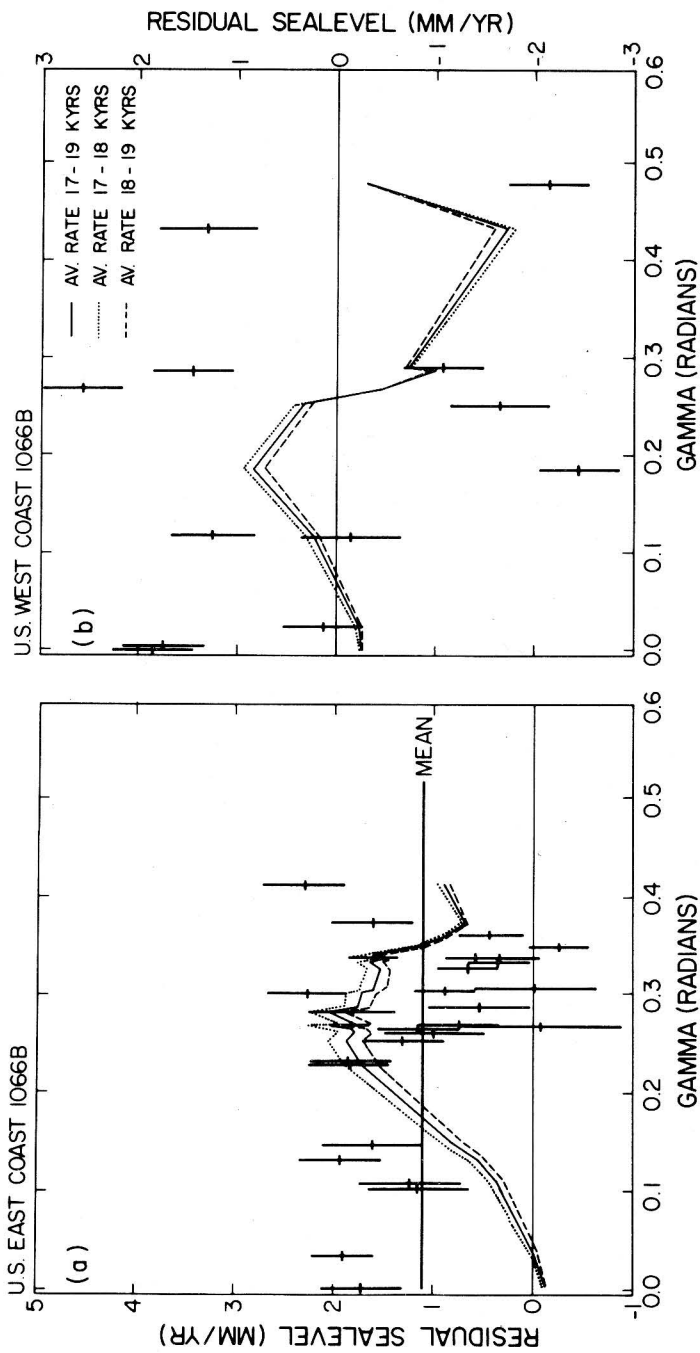 U.S. EAST COAST 1066B
(a)
5
4
3
2
1
0
-1
RESIDUAL SEALEVEL (MM/YR)
MEAN
0.0 0.1 0.2 0.3 0.4 0.5 0.6
GAMMA (RADIANS)
U.S. WEST COAST 1066B
(b)
AV. RATE 17-19 KYRS
AV. RATE 17-18 KYRS
AV. RATE 18-19 KYRS
3
2
1
0
-1
-2
-3
RESIDUAL SEALEVEL (MM/YR)
0.0 0.1 0.2 0.3 0.4 0.5 0.6
GAMMA (RADIANS)